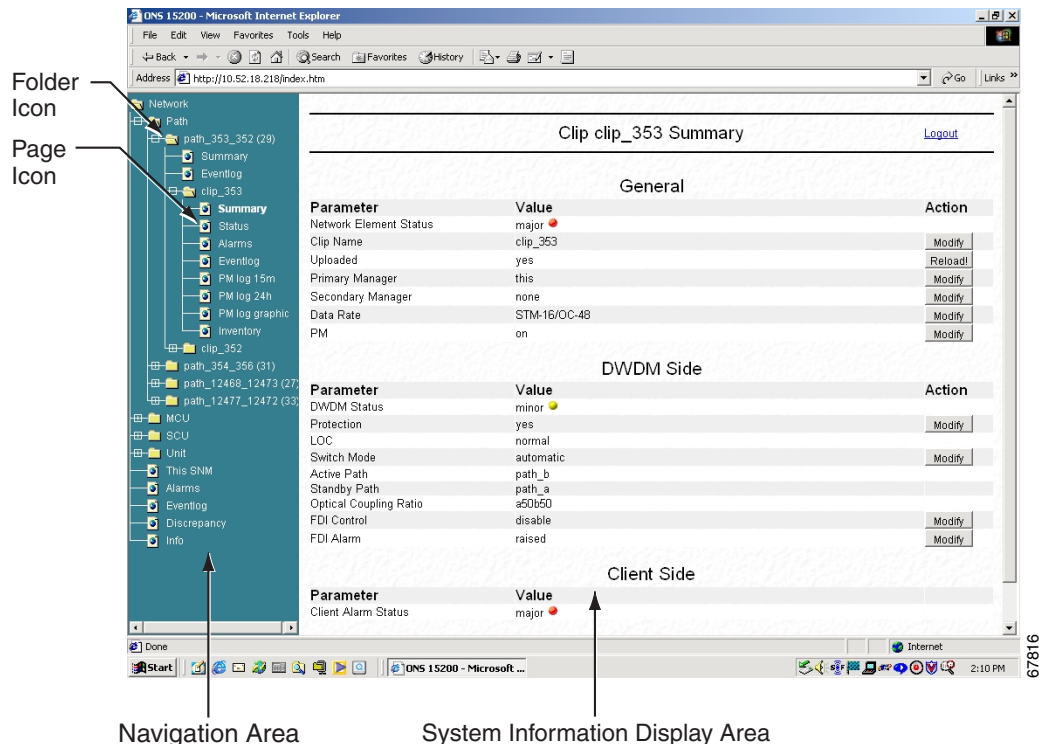 ONS 15200 - Microsoft Internet Explorer
File Edit View Favorites Tools Help
Back Search Favorites History
Address http://10.52.18.218/index.htm Go Links »
Folder Icon
Page Icon
Network
Path
path_353_352 (29)
Summary
Eventlog
clip_353
Summary
Status
Alarms
Eventlog
PM log 15m
PM log 24h
PM log graphic
Inventory
clip_352
path_354_356 (31)
path_12468_12473 (27)
path_12477_12472 (33)
MCU
SCU
Unit
This SNM
Alarms
Eventlog
Discrepancy
Info
Clip clip_353 Summary Logout
General
Parameter Value Action
Network Element Status major
Clip Name clip_353 Modify
Uploaded yes Reload!
Primary Manager this Modify
Secondary Manager none Modify
Data Rate STM-16/OC-48 Modify
PM on Modify
DWDM Side
Parameter Value Action
DWDM Status minor
Protection yes Modify
LOC normal
Switch Mode automatic Modify
Active Path path_b
Standby Path path_a
Optical Coupling Ratio a50b50
FDI Control disable Modify
FDI Alarm raised Modify
Client Side
Parameter Value
Client Alarm Status major
Done Internet
Start ONS 15200 - Microsoft ... 2:10 PM
67816
Navigation Area System Information Display Area